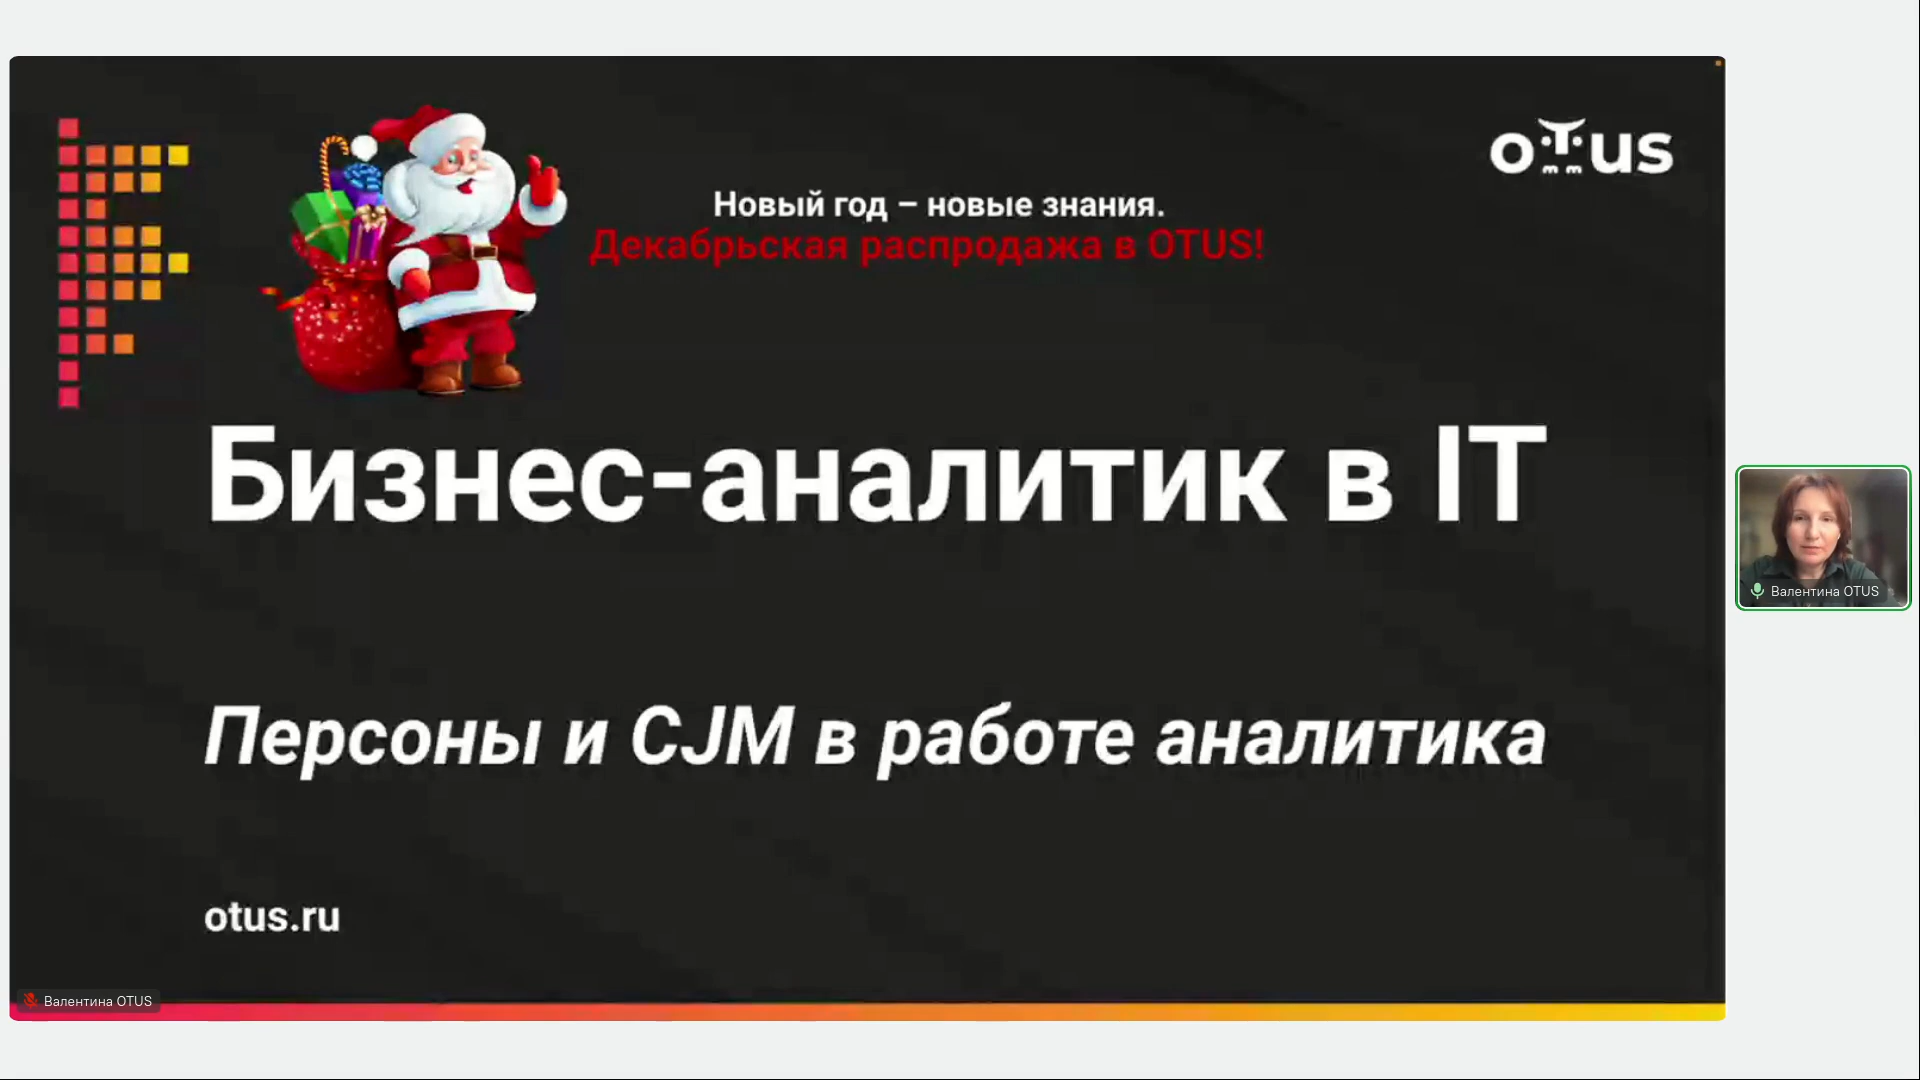 OTUS
Новый год – новые знания.
Декабрьская распродажа в OTUS!
Бизнес-аналитик в IT
Персоны и CJM в работе аналитика
otus.ru
Валентина OTUS
Валентина OTUS